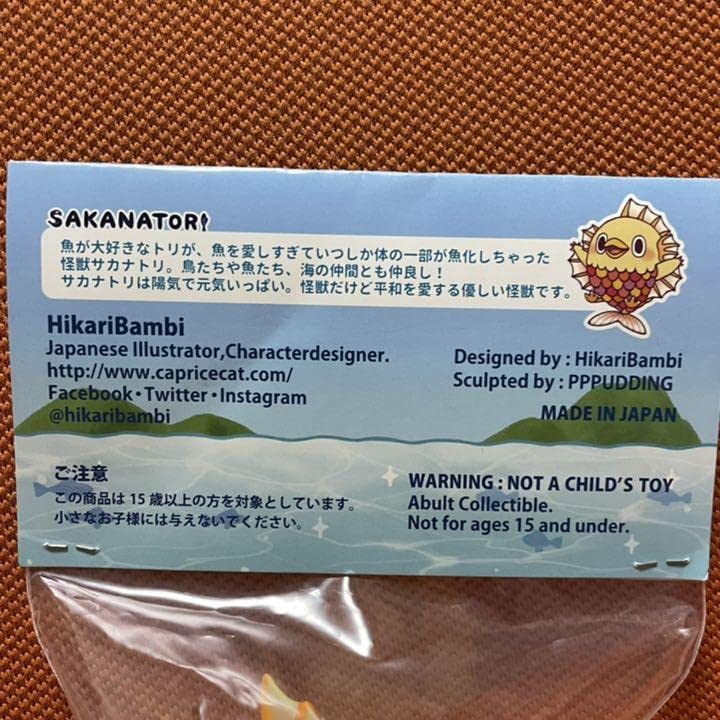 SAKANATORI
魚が大好きなトリが、魚を愛しすぎていつしか体の一部が魚化しちゃった
怪獣サカナトリ。鳥たちや魚たち、海の仲間とも仲良し！
サカナトリは陽気で元気いっぱい。怪獣だけど平和を愛する優しい怪獣です。
HikariBambi
Japanese Illustrator,Characterdesigner.
http://www.capricecat.com/
Facebook・Twitter・Instagram
@hikaribambi
Designed by : HikariBambi
Sculpted by : PPPUDDING
MADE IN JAPAN
ご注意
この商品は 15 歳以上の方を対象としています。
小さなお子様には与えないでください。
WARNING : NOT A CHILD'S TOY
Abult Collectible.
Not for ages 15 and under.